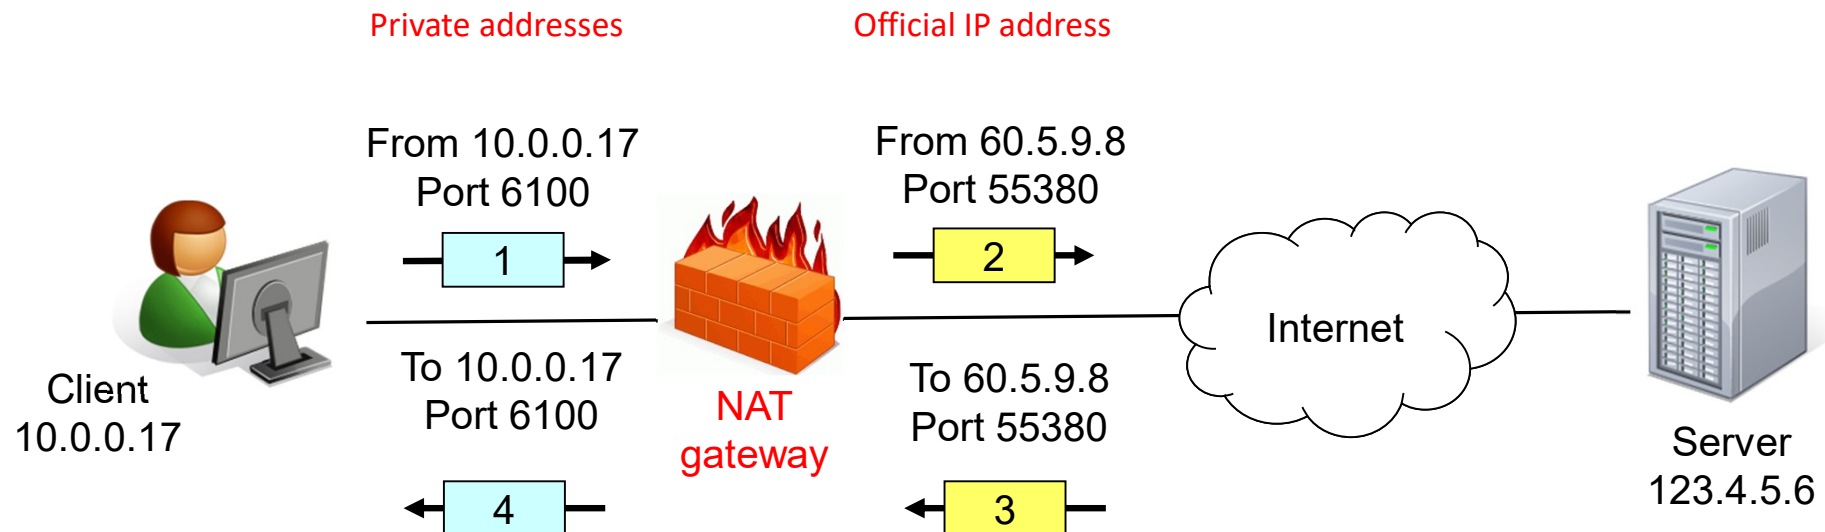 Private addresses
Official IP address
From 10.0.0.17
Port 6100
From 60.5.9.8
Port 55380
1
2
Internet
Client
10.0.0.17
To 10.0.0.17
Port 6100
NAT
gateway
To 60.5.9.8
Port 55380
Server
123.4.5.6
4
3